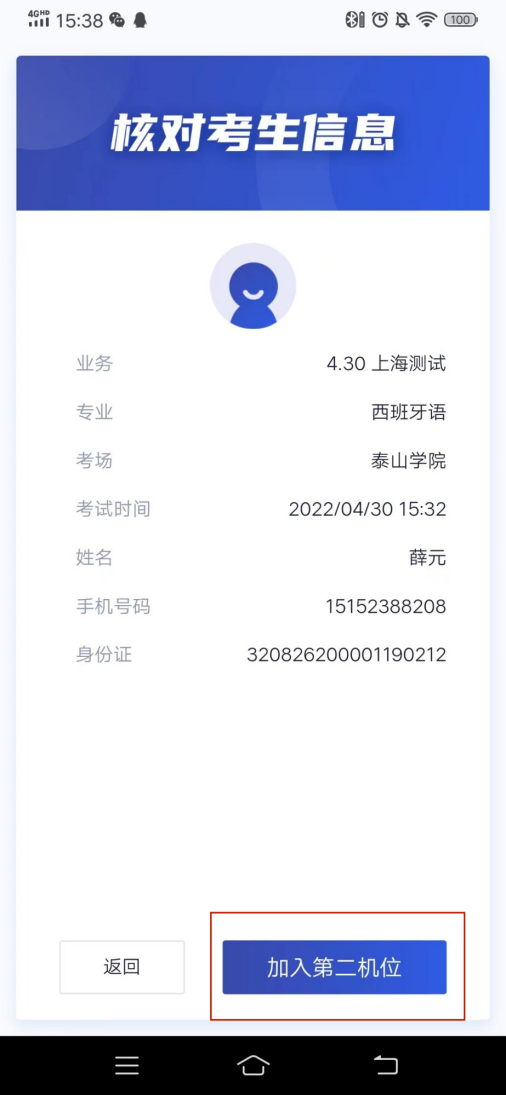 4G HD 15:38 100
核对考生信息
业务 4.30 上海测试
专业 西班牙语
考场 泰山学院
考试时间 2022/04/30 15:32
姓名 薛元
手机号码 15152388208
身份证 320826200001190212
返回 加入第二机位